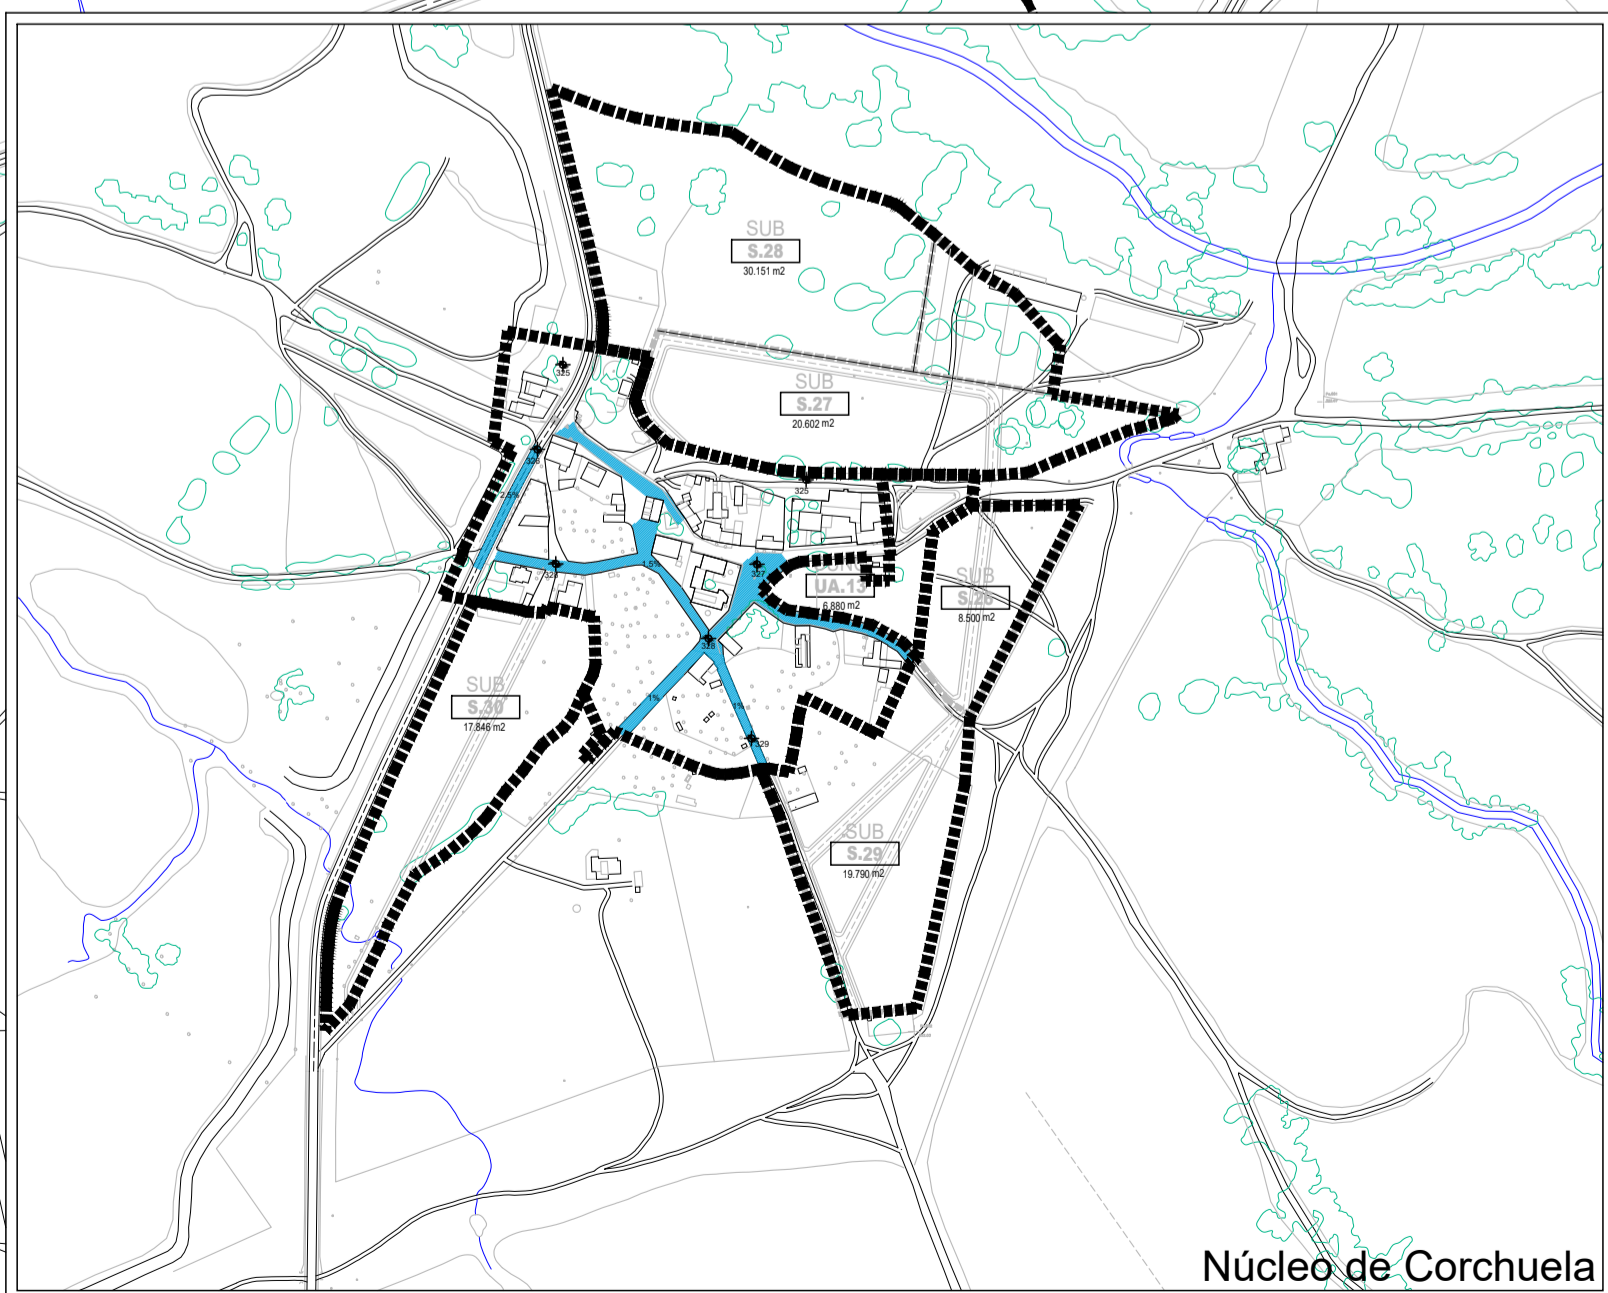 SUB
S.28
30.151 m2
325
SUB
S.27
20.602 m2
326
2.5%
325
328
1.5%
327
UA.13
6.880 m2
SUB
S.26
8.500 m2
328
SUB
S.30
17.846 m2
1%
1%
329
SUB
S.29
19.790 m2
Núcleo de Corchuela